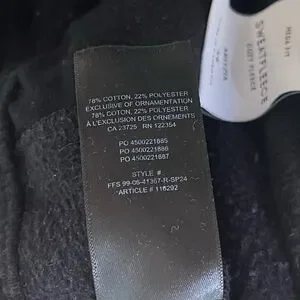 78% COTTON, 22% POLYESTER
EXCLUSIVE OF ORNAMENTATION
78% COTON, 22% POLYESTER
À L'EXCLUSION DES ORNEMENTS
CA 23725 RN 122354
PO 4500221885
PO 4500221886
PO 4500221887
STYLE #
FFS 99-05-41367-R-SP24
ARTICLE # 116292
SWEATFLEECE